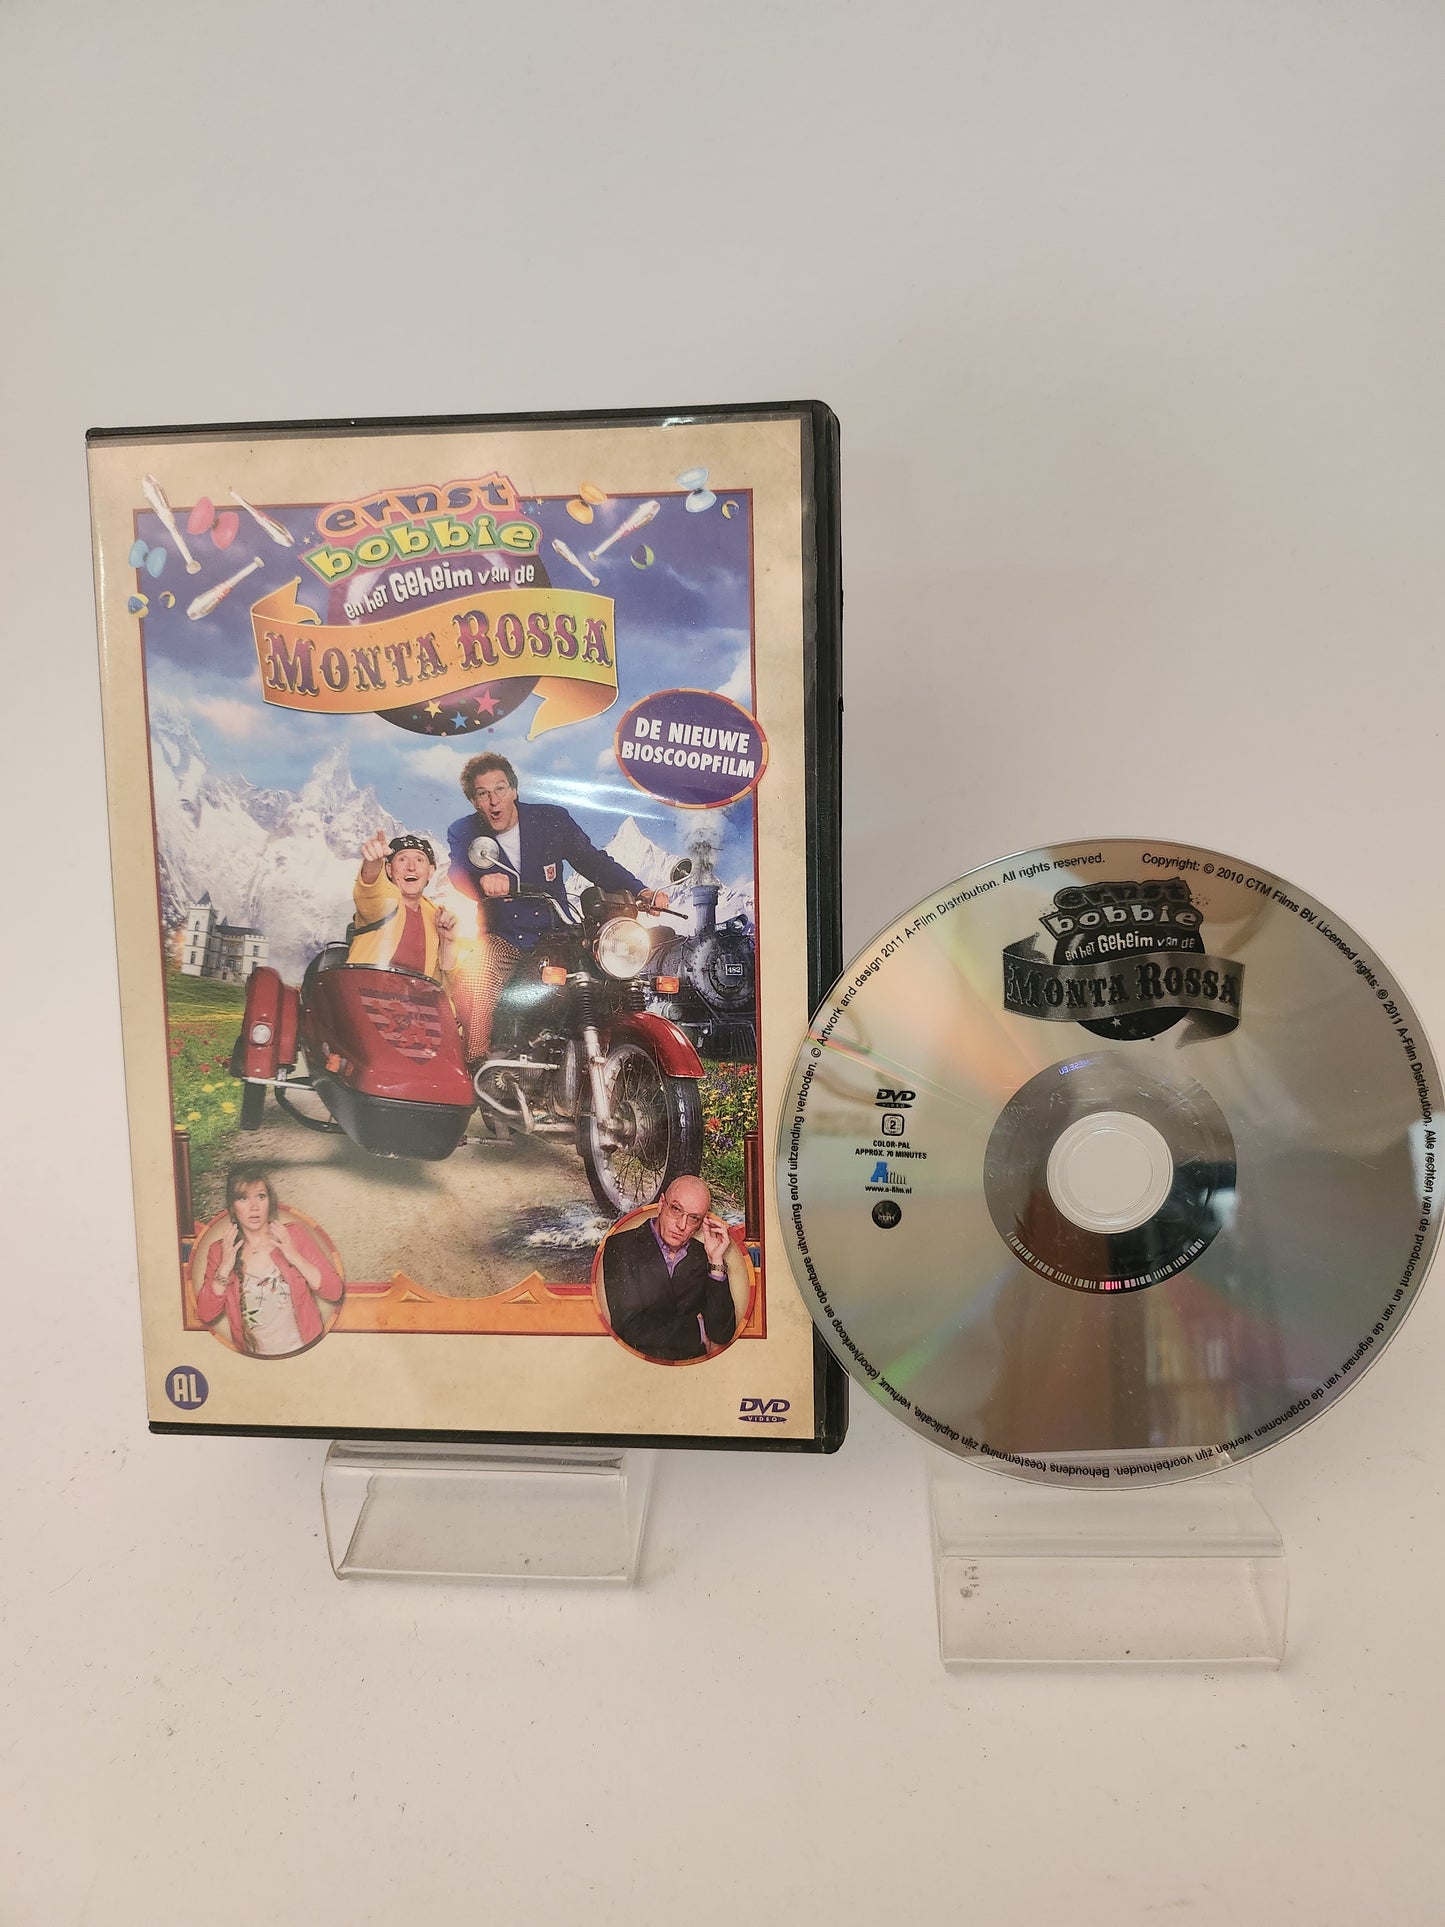 ernst
bobbie
en het Geheim van de
MONTA ROSSA
DE NIEUWE
BIOSCOOPFILM
482
AL
DVD
VIDEO
© Artwork and design 2011 A-Film Distribution. All rights reserved.
Copyright: © 2010 CTM Films BV. Licensed rights: ® 2011 A-Film Distribution. Alle rechten van de producent en van de eigenaar van de opgenomen werken zijn voorbehouden. Behoudens toestemming zijn duplicatie, verhuur, (door)verkoop en openbare uitvoering en/of uitzending verboden.
ernst
bobbie
en het Geheim van de
MONTA ROSSA
DVD
VIDEO
2
COLOR-PAL
APPROX. 70 MINUTES
A film
www.a-film.nl